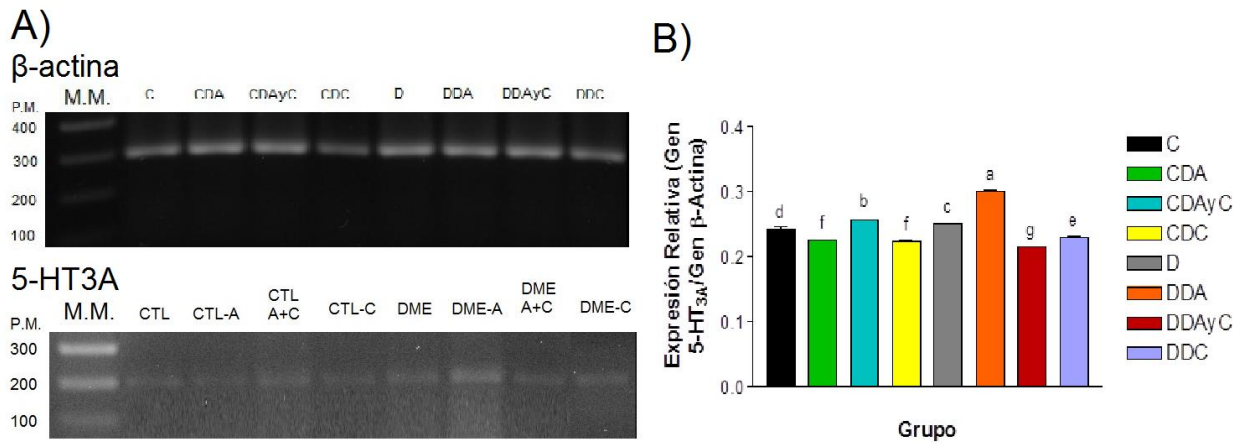 A)
β-actina
P.M. M.M. C CDA CDAyC CDC D DDA DDAyC DDC
400
300
200
100
5-HT3A
P.M. M.M. CTL CTL-A CTL A+C CTL-C DME DME-A DME A+C DME-C
300
200
100
B)
Expresión Relativa (Gen
5-HT3A/Gen β-Actina)
0.4
0.3
0.2
0.1
0.0
d f b f c a g e
Grupo
C
CDA
CDAyC
CDC
D
DDA
DDAyC
DDC